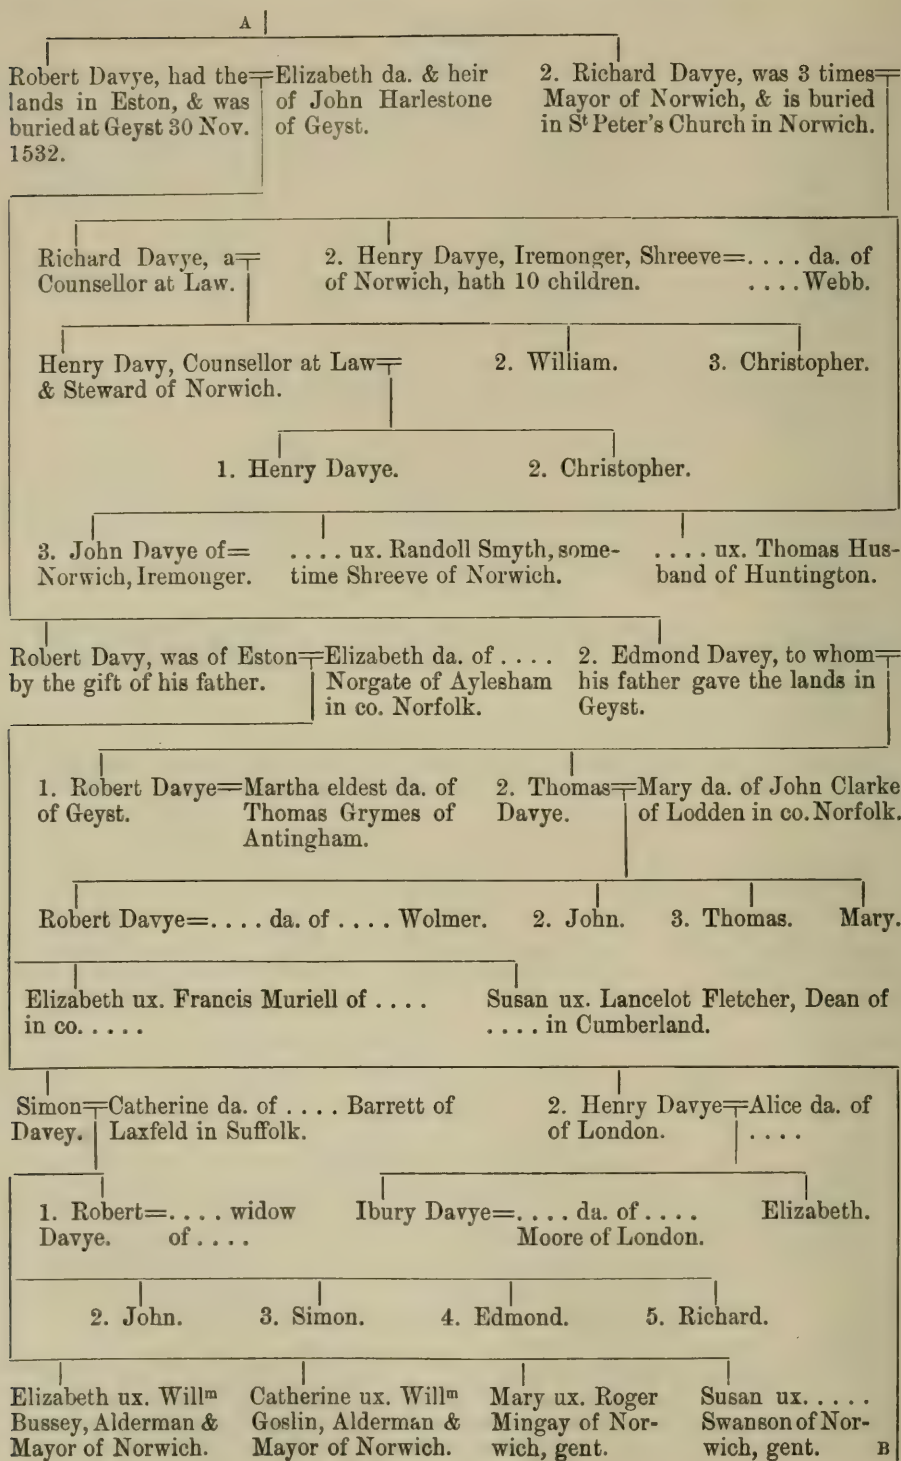 A
Robert Davye, had the=Elizabeth da. & heir 2. Richard Davye, was 3 times=
lands in Eston, & was of John Harlestone Mayor of Norwich, & is buried
buried at Geyst 30 Nov. of Geyst. in St Peter's Church in Norwich.
1532.
Richard Davye, a= 2. Henry Davye, Iremonger, Shreeve=.... da. of
Counsellor at Law. of Norwich, hath 10 children. ....Webb.
Henry Davy, Counsellor at Law= 2. William. 3. Christopher.
& Steward of Norwich.
1. Henry Davye. 2. Christopher.
3. John Davye of= .... ux. Randoll Smyth, some- .... ux. Thomas Hus-
Norwich, Iremonger. time Shreeve of Norwich. band of Huntington.
Robert Davy, was of Eston=Elizabeth da. of .... 2. Edmond Davey, to whom=
by the gift of his father. Norgate of Aylesham his father gave the lands in
in co. Norfolk. Geyst.
1. Robert Davye=Martha eldest da. of 2. Thomas=Mary da. of John Clarke
of Geyst. Thomas Grymes of Davye. of Lodden in co. Norfolk.
Antingham.
Robert Davye=.... da. of .... Wolmer. 2. John. 3. Thomas. Mary.
Elizabeth ux. Francis Muriell of .... Susan ux. Lancelot Fletcher, Dean of
in co..... .... in Cumberland.
Simon=Catherine da. of .... Barrett of 2. Henry Davye=Alice da. of
Davey. Laxfeld in Suffolk. of London. ....
1. Robert=.... widow Ibury Davye=.... da. of .... Elizabeth.
Davye. of .... Moore of London.
2. John. 3. Simon. 4. Edmond. 5. Richard.
Elizabeth ux. Willm Catherine ux. Willm Mary ux. Roger Susan ux.....
Bussey, Alderman & Goslin, Alderman & Mingay of Nor- Swanson of Nor-
Mayor of Norwich. Mayor of Norwich. wich, gent. wich, gent. B